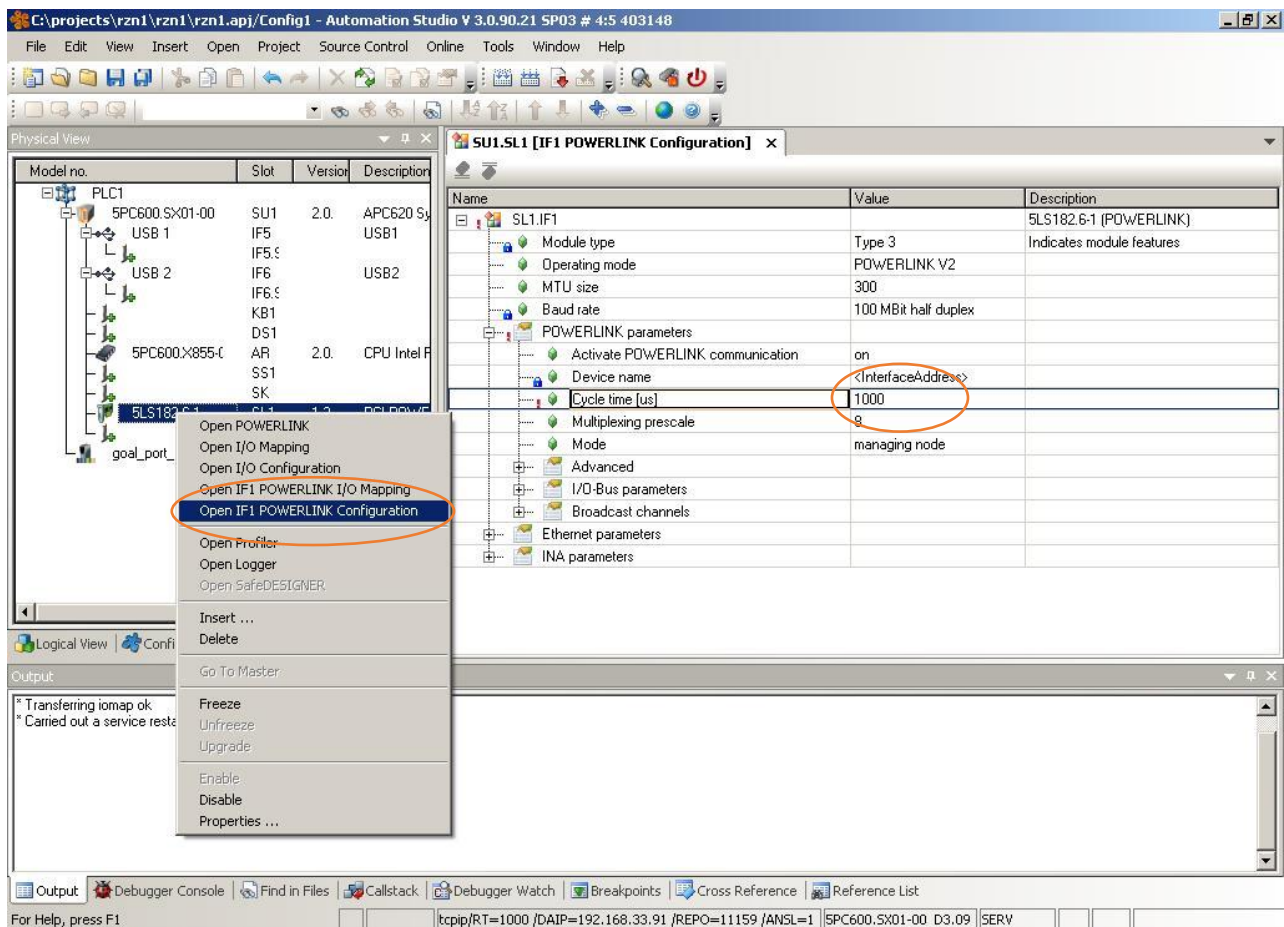 C:\projects\rzn1\rzn1\rzn1.apj/Config1 - Automation Studio V 3.0.90.21 SP03 # 4:5 403148
File Edit View Insert Open Project Source Control Online Tools Window Help
Physical View
Model no. Slot Version Description
PLC1
5PC600.SX01-00 SU1 2.0. APC620 Sy
USB 1 IF5 USB1
IF5.S
USB 2 IF6 USB2
IF6.S
KB1
DS1
5PC600.X855-0 AR 2.0. CPU Intel P
SS1
SK
5LS182.6-1 SL1 1.2.
goal_port_
Open POWERLINK
Open I/O Mapping
Open I/O Configuration
Open IF1 POWERLINK I/O Mapping
Open IF1 POWERLINK Configuration
Open Profiler
Open Logger
Open SafeDESIGNER
Insert ...
Delete
Go To Master
Freeze
Unfreeze
Upgrade
Enable
Disable
Properties ...
Logical View Confi
SU1.SL1 [IF1 POWERLINK Configuration] x
Name Value Description
SL1.IF1 5LS182.6-1 (POWERLINK)
Module type Type 3 Indicates module features
Operating mode POWERLINK V2
MTU size 300
Baud rate 100 MBit half duplex
POWERLINK parameters
Activate POWERLINK communication on
Device name <InterfaceAddress>
Cycle time [us] 1000
Multiplexing prescale 8
Mode managing node
Advanced
I/O-Bus parameters
Broadcast channels
Ethernet parameters
INA parameters
Output
* Transferring iomap ok
* Carried out a service resta
Output Debugger Console Find in Files Callstack Debugger Watch Breakpoints Cross Reference Reference List
For Help, press F1 tcpip/RT=1000 /DAIP=192.168.33.91 /REPO=11159 /ANSL=1 5PC600.SX01-00 D3.09 SERV